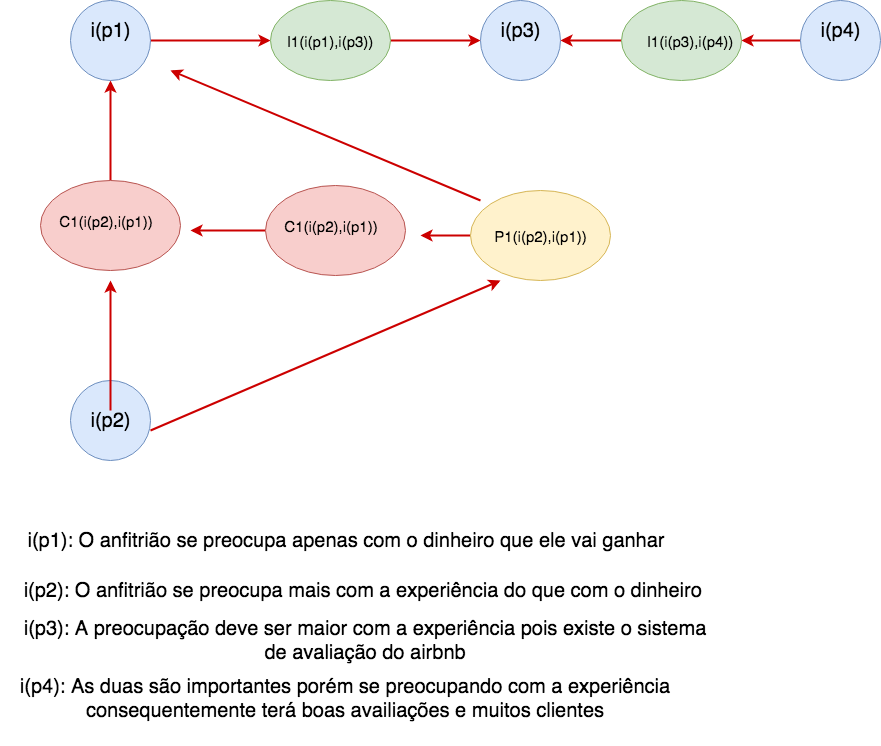 i(p1)
I1(i(p1),i(p3))
i(p3)
I1(i(p3),i(p4))
i(p4)
C1(i(p2),i(p1))
C1(i(p2),i(p1))
P1(i(p2),i(p1))
i(p2)
i(p1): O anfitrião se preocupa apenas com o dinheiro que ele vai ganhar
i(p2): O anfitrião se preocupa mais com a experiência do que com o dinheiro
i(p3): A preocupação deve ser maior com a experiência pois existe o sistema
de avaliação do airbnb
i(p4): As duas são importantes porém se preocupando com a experiência
consequentemente terá boas availiações e muitos clientes